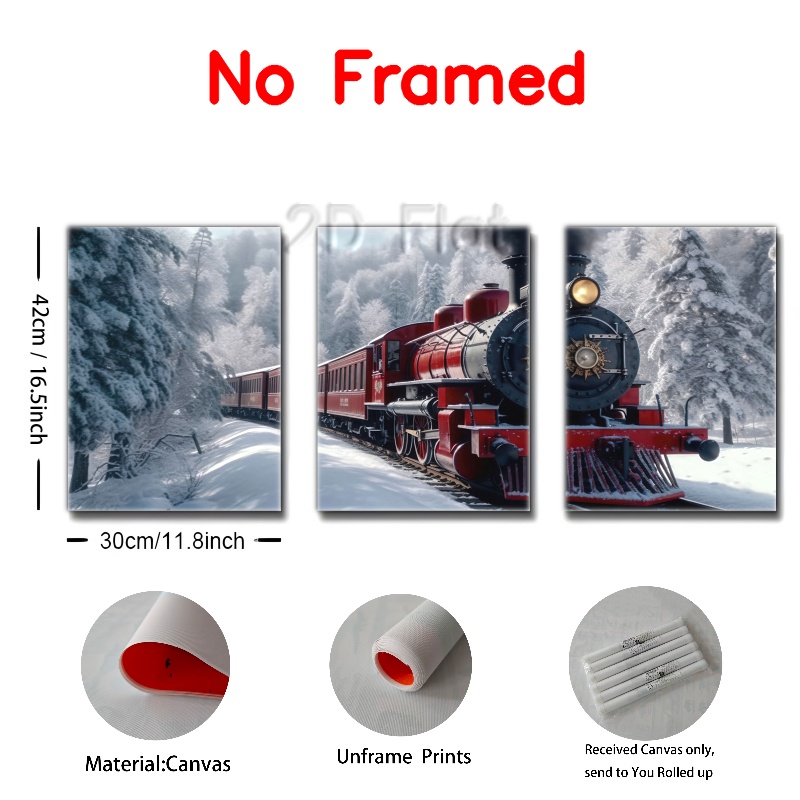 No Framed
2D Flat
42cm / 16.5inch
30cm/11.8inch
Material:Canvas
Unframe Prints
Received Canvas only,
send to You Rolled up